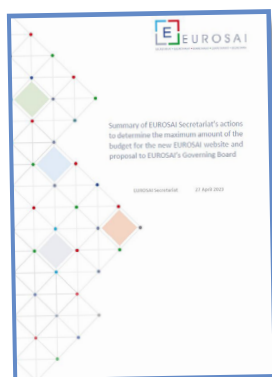 E EUROSAI
Summary of EUROSAI Secretariat's actions
to determine the maximum amount of the
budget for the new EUROSAI website and
proposal to EUROSAI's Governing Board
EUROSAI Secretariat